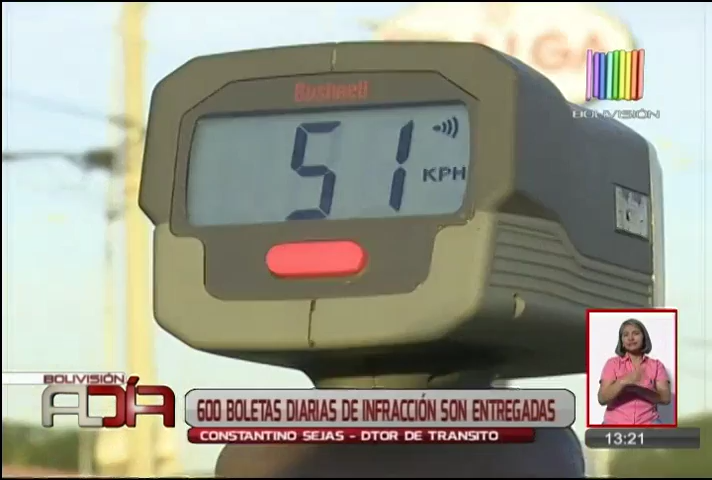 Bushnell
51
KPH
BOLIVISIÓN
BOLIVISIÓN
ALDÍA
600 BOLETAS DIARIAS DE INFRACCIÓN SON ENTREGADAS
CONSTANTINO SEJAS - DTOR DE TRANSITO
13:21